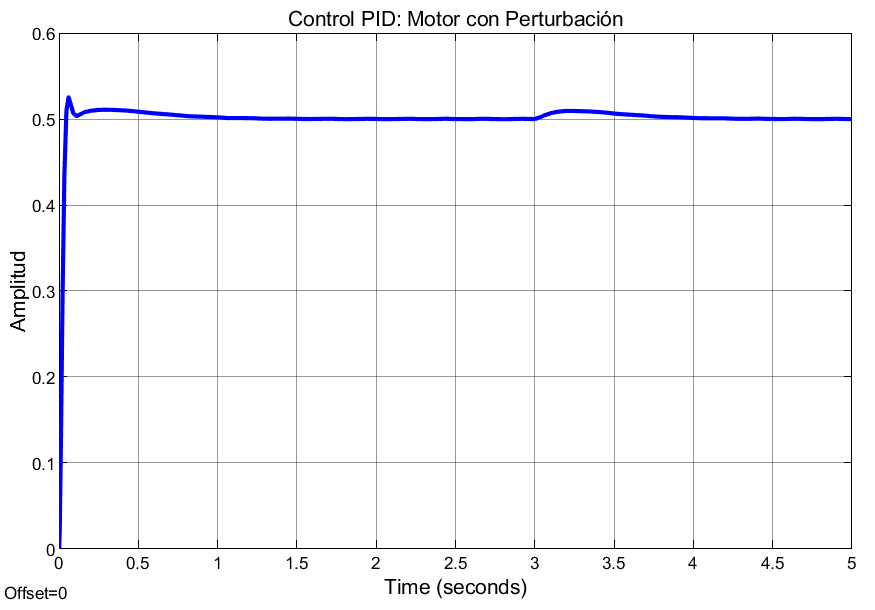 Control PID: Motor con Perturbación
0.6
0.5
0.4
0.3
0.2
0.1
0
Amplitud
0 0.5 1 1.5 2 2.5 3 3.5 4 4.5 5
Time (seconds)
Offset=0